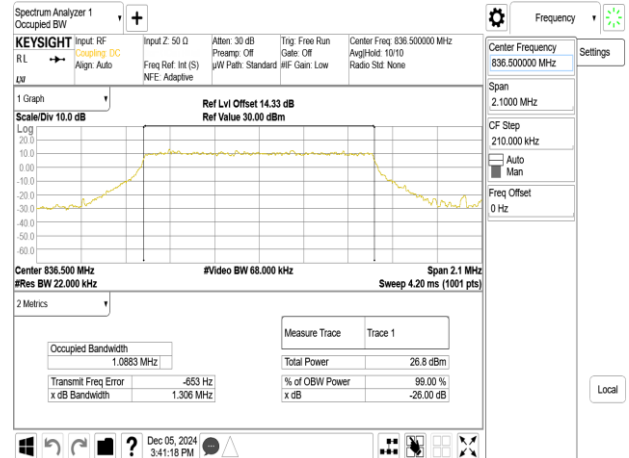 Spectrum Analyzer 1
Occupied BW
▼
+
Frequency
▼
KEYSIGHT
RL
LXI
Input: RF
Coupling: DC
Align: Auto
Input Z: 50 Ω
Freq Ref: Int (S)
NFE: Adaptive
Atten: 30 dB
Preamp: Off
µW Path: Standard
Trig: Free Run
Gate: Off
#IF Gain: Low
Center Freq: 836.500000 MHz
Avg|Hold: 10/10
Radio Std: None
Center Frequency
836.500000 MHz
Settings
Span
2.1000 MHz
CF Step
210.000 kHz
Auto
Man
Freq Offset
0 Hz
Local
1 Graph
▼
Scale/Div 10.0 dB
Ref Lvl Offset 14.33 dB
Ref Value 30.00 dBm
Log
20.0
10.0
0.00
-10.0
-20.0
-30.0
-40.0
-50.0
-60.0
Center 836.500 MHz
#Video BW 68.000 kHz
Span 2.1 MHz
#Res BW 22.000 kHz
Sweep 4.20 ms (1001 pts)
2 Metrics
▼
Occupied Bandwidth
1.0883 MHz
Transmit Freq Error -653 Hz
x dB Bandwidth 1.306 MHz
Measure Trace Trace 1
Total Power 26.8 dBm
% of OBW Power 99.00 %
x dB -26.00 dB
?
Dec 05, 2024
3:41:18 PM